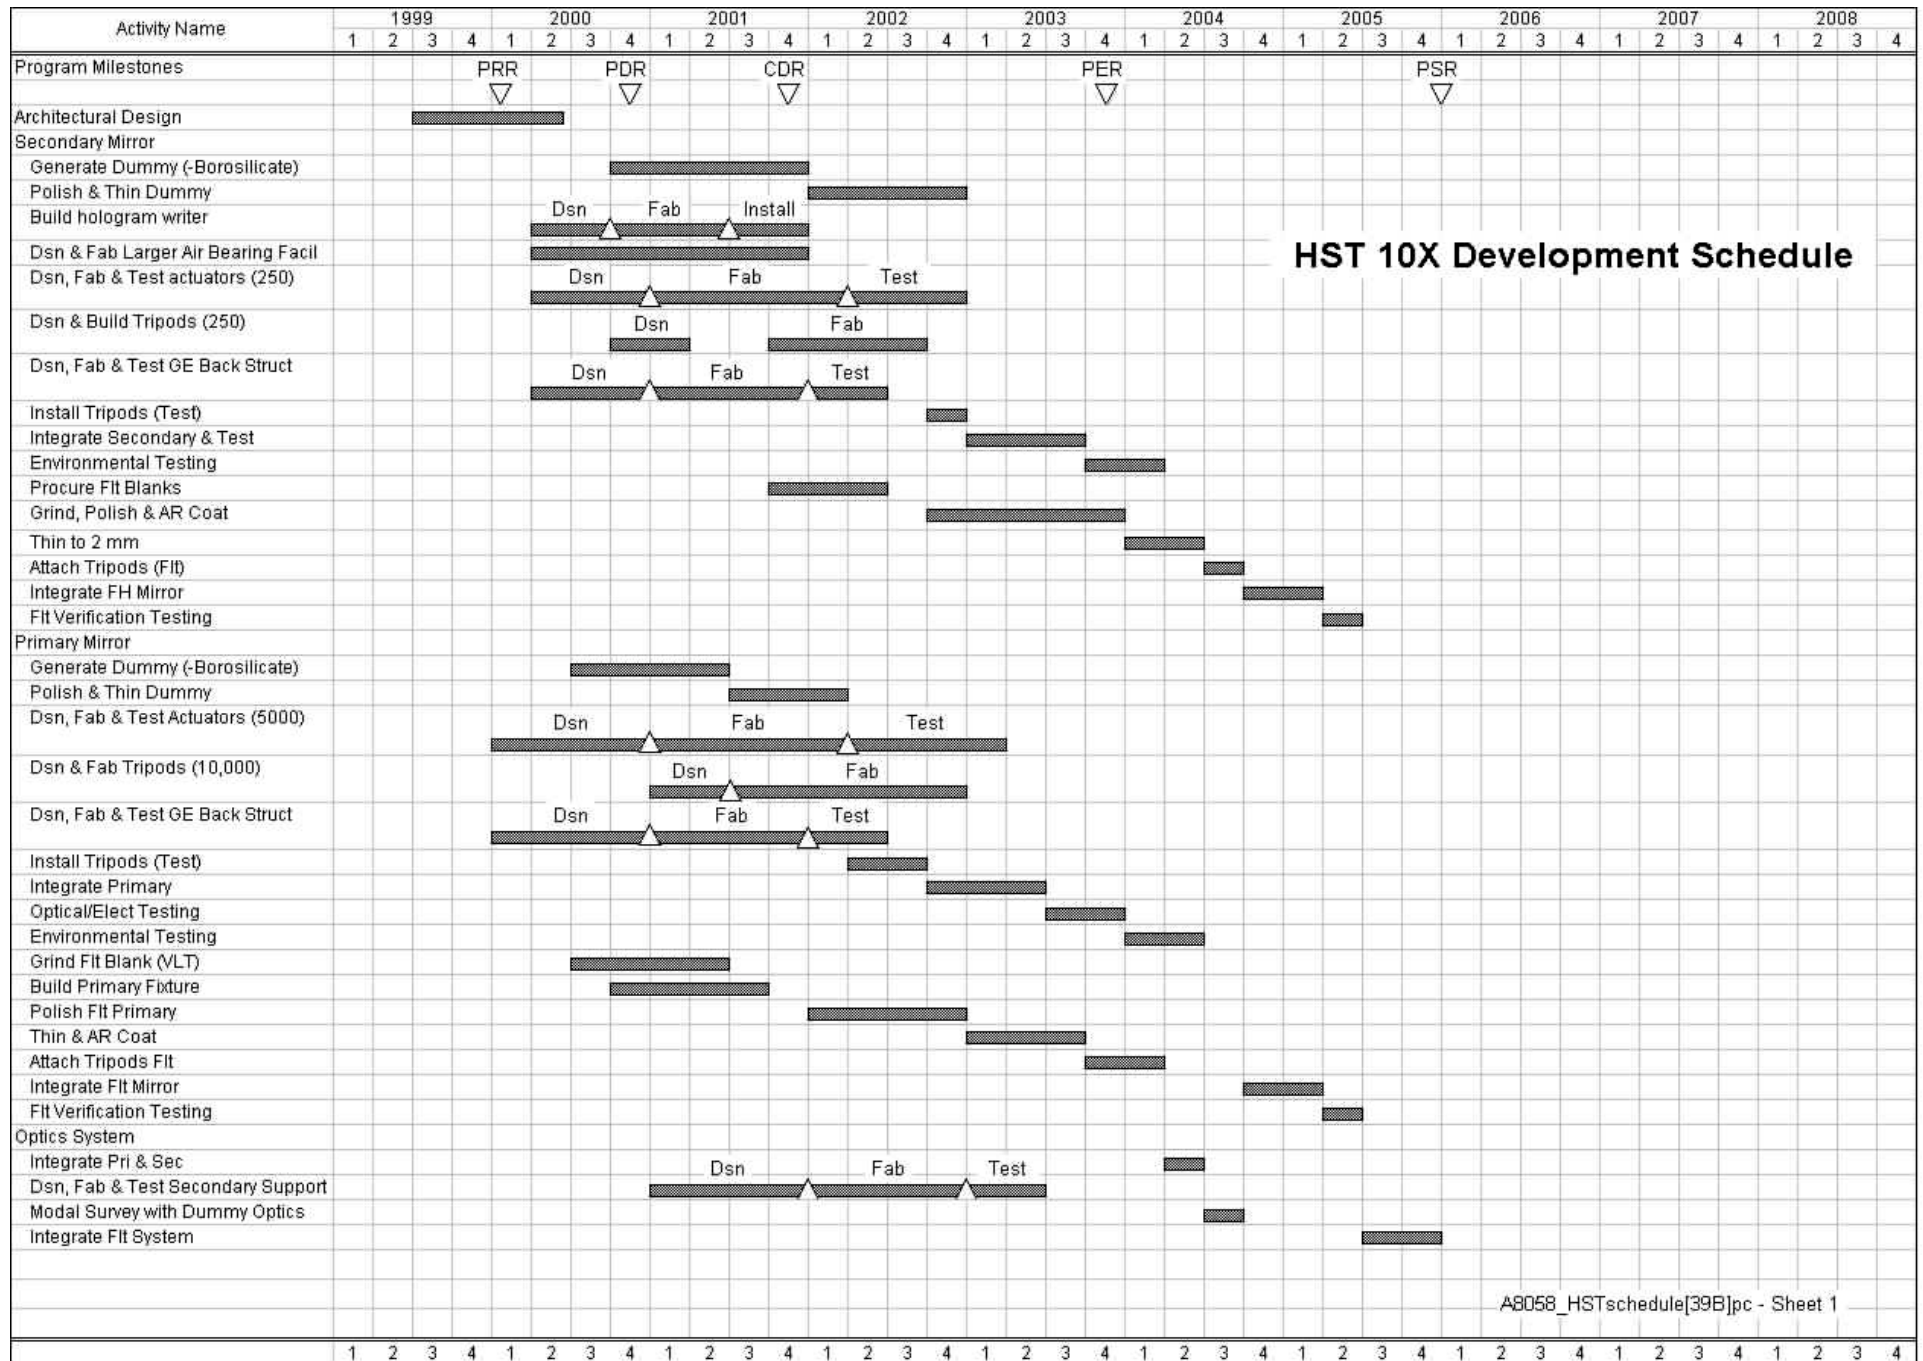 Activity Name 1999 2000 2001 2002 2003 2004 2005 2006 2007 2008
1 2 3 4 1 2 3 4 1 2 3 4 1 2 3 4 1 2 3 4 1 2 3 4 1 2 3 4 1 2 3 4 1 2 3 4 1 2 3 4
Program Milestones PRR PDR CDR PER PSR
Architectural Design
Secondary Mirror
Generate Dummy (-Borosilicate)
Polish & Thin Dummy
Build hologram writer Dsn Fab Install
Dsn & Fab Larger Air Bearing Facil
HST 10X Development Schedule
Dsn, Fab & Test actuators (250) Dsn Fab Test
Dsn & Build Tripods (250) Dsn Fab
Dsn, Fab & Test GE Back Struct Dsn Fab Test
Install Tripods (Test)
Integrate Secondary & Test
Environmental Testing
Procure Flt Blanks
Grind, Polish & AR Coat
Thin to 2 mm
Attach Tripods (Flt)
Integrate FH Mirror
Flt Verification Testing
Primary Mirror
Generate Dummy (-Borosilicate)
Polish & Thin Dummy
Dsn, Fab & Test Actuators (5000) Dsn Fab Test
Dsn & Fab Tripods (10,000) Dsn Fab
Dsn, Fab & Test GE Back Struct Dsn Fab Test
Install Tripods (Test)
Integrate Primary
Optical/Elect Testing
Environmental Testing
Grind Flt Blank (VLT)
Build Primary Fixture
Polish Flt Primary
Thin & AR Coat
Attach Tripods Flt
Integrate Flt Mirror
Flt Verification Testing
Optics System
Integrate Pri & Sec
Dsn Fab Test
Dsn, Fab & Test Secondary Support
Modal Survey with Dummy Optics
Integrate Flt System
A8058_HSTschedule[39B]pc - Sheet 1
1 2 3 4 1 2 3 4 1 2 3 4 1 2 3 4 1 2 3 4 1 2 3 4 1 2 3 4 1 2 3 4 1 2 3 4 1 2 3 4